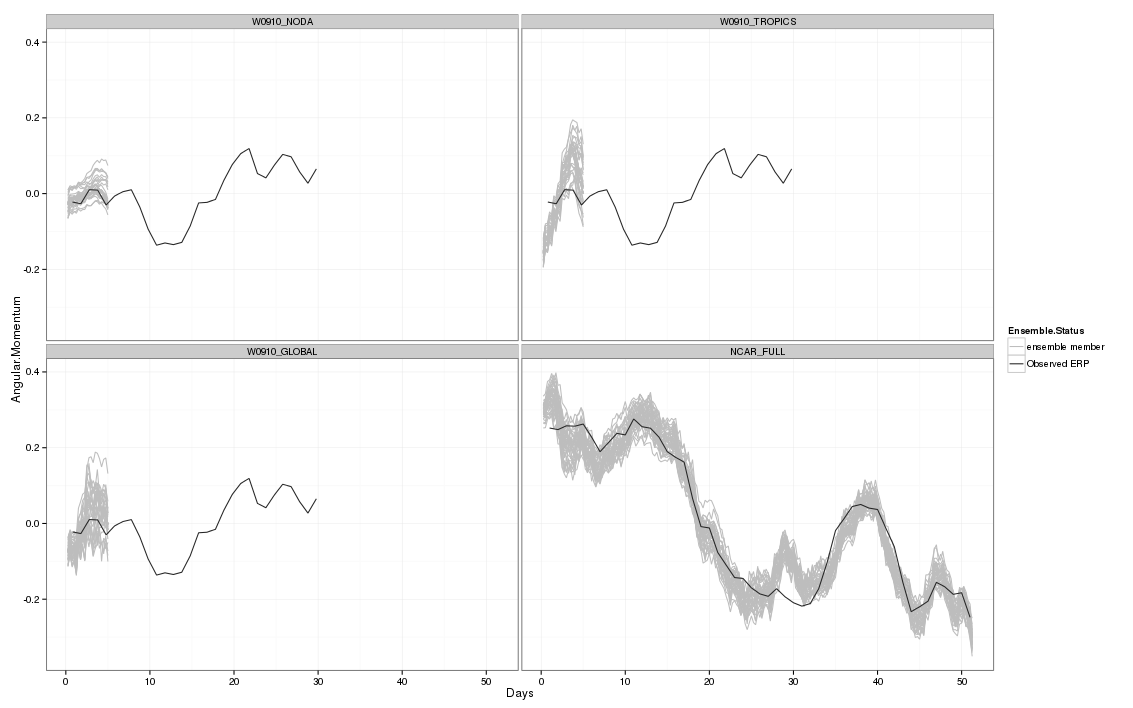 W0910_NODA
W0910_TROPICS
0.4
0.2
0.0
-0.2
W0910_GLOBAL
NCAR_FULL
0.4
0.2
0.0
-0.2
Angular.Momentum
0 10 20 30 40 50
0 10 20 30 40 50
Days
Ensemble.Status
ensemble member
Observed ERP